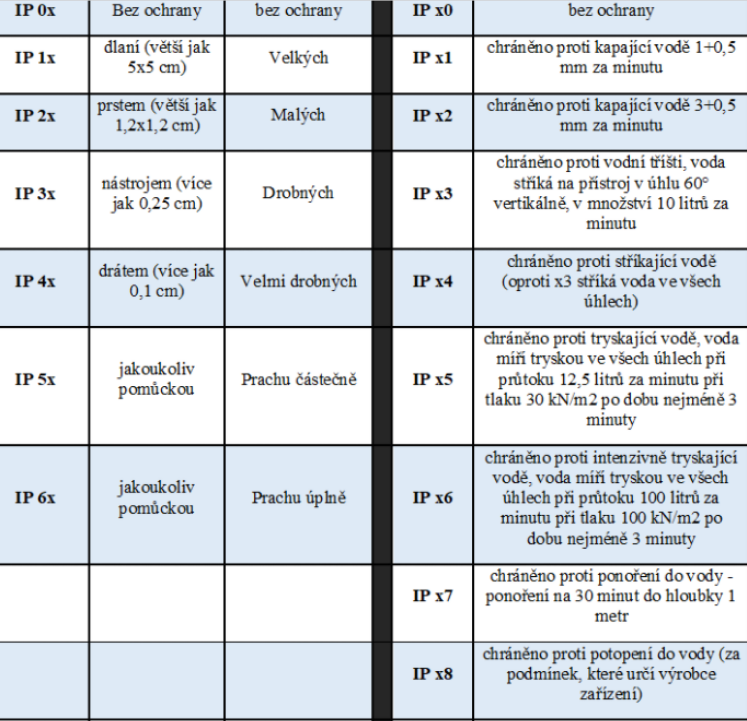 IP 0x
Bez ochrany
bez ochrany
IP x0
bez ochrany
IP 1x
dlaní (větší jak
5x5 cm)
Velkých
IP x1
chráněno proti kapající vodě 1+0,5
mm za minutu
IP 2x
prstem (větší jak
1,2x1,2 cm)
Malých
IP x2
chráněno proti kapající vodě 3+0,5
mm za minutu
IP 3x
nástrojem (více
jak 0,25 cm)
Drobných
IP x3
chráněno proti vodní tříšti, voda
stříká na přístroj v úhlu 60°
vertikálně, v množství 10 litrů za
minutu
IP 4x
drátem (více jak
0,1 cm)
Velmi drobných
IP x4
chráněno proti stříkající vodě
(oproti x3 stříká voda ve všech
úhlech)
IP 5x
jakoukoliv
pomůckou
Prachu částečně
IP x5
chráněno proti tryskající vodě, voda
míří tryskou ve všech úhlech při
průtoku 12,5 litrů za minutu při
tlaku 30 kN/m2 po dobu nejméně 3
minuty
IP 6x
jakoukoliv
pomůckou
Prachu úplně
IP x6
chráněno proti intenzivně tryskající
vodě, voda míří tryskou ve všech
úhlech při průtoku 100 litrů za
minutu při tlaku 100 kN/m2 po
dobu nejméně 3 minuty
IP x7
chráněno proti ponoření do vody -
ponoření na 30 minut do hloubky 1
metr
IP x8
chráněno proti potopení do vody (za
podmínek, které určí výrobce
zařízení)